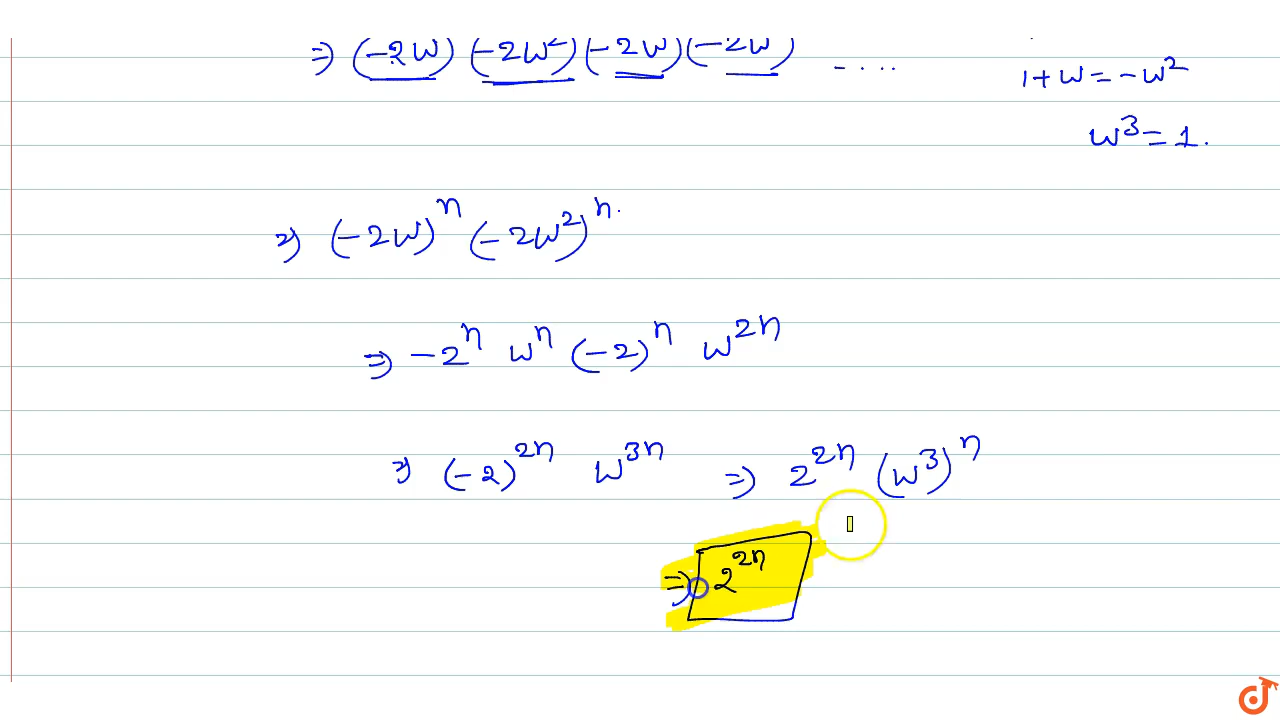 ⇒ (-2w) (-2w²) (-2w) (-2w) - ....
1+w = -w²
w³ = 1.
⇒ (-2w)ⁿ (-2w²)ⁿ.
⇒ -2ⁿ wⁿ (-2)ⁿ w²ⁿ
⇒ (-2)²ⁿ w³ⁿ ⇒ 2²ⁿ (w³)ⁿ
⇒ 2²ⁿ